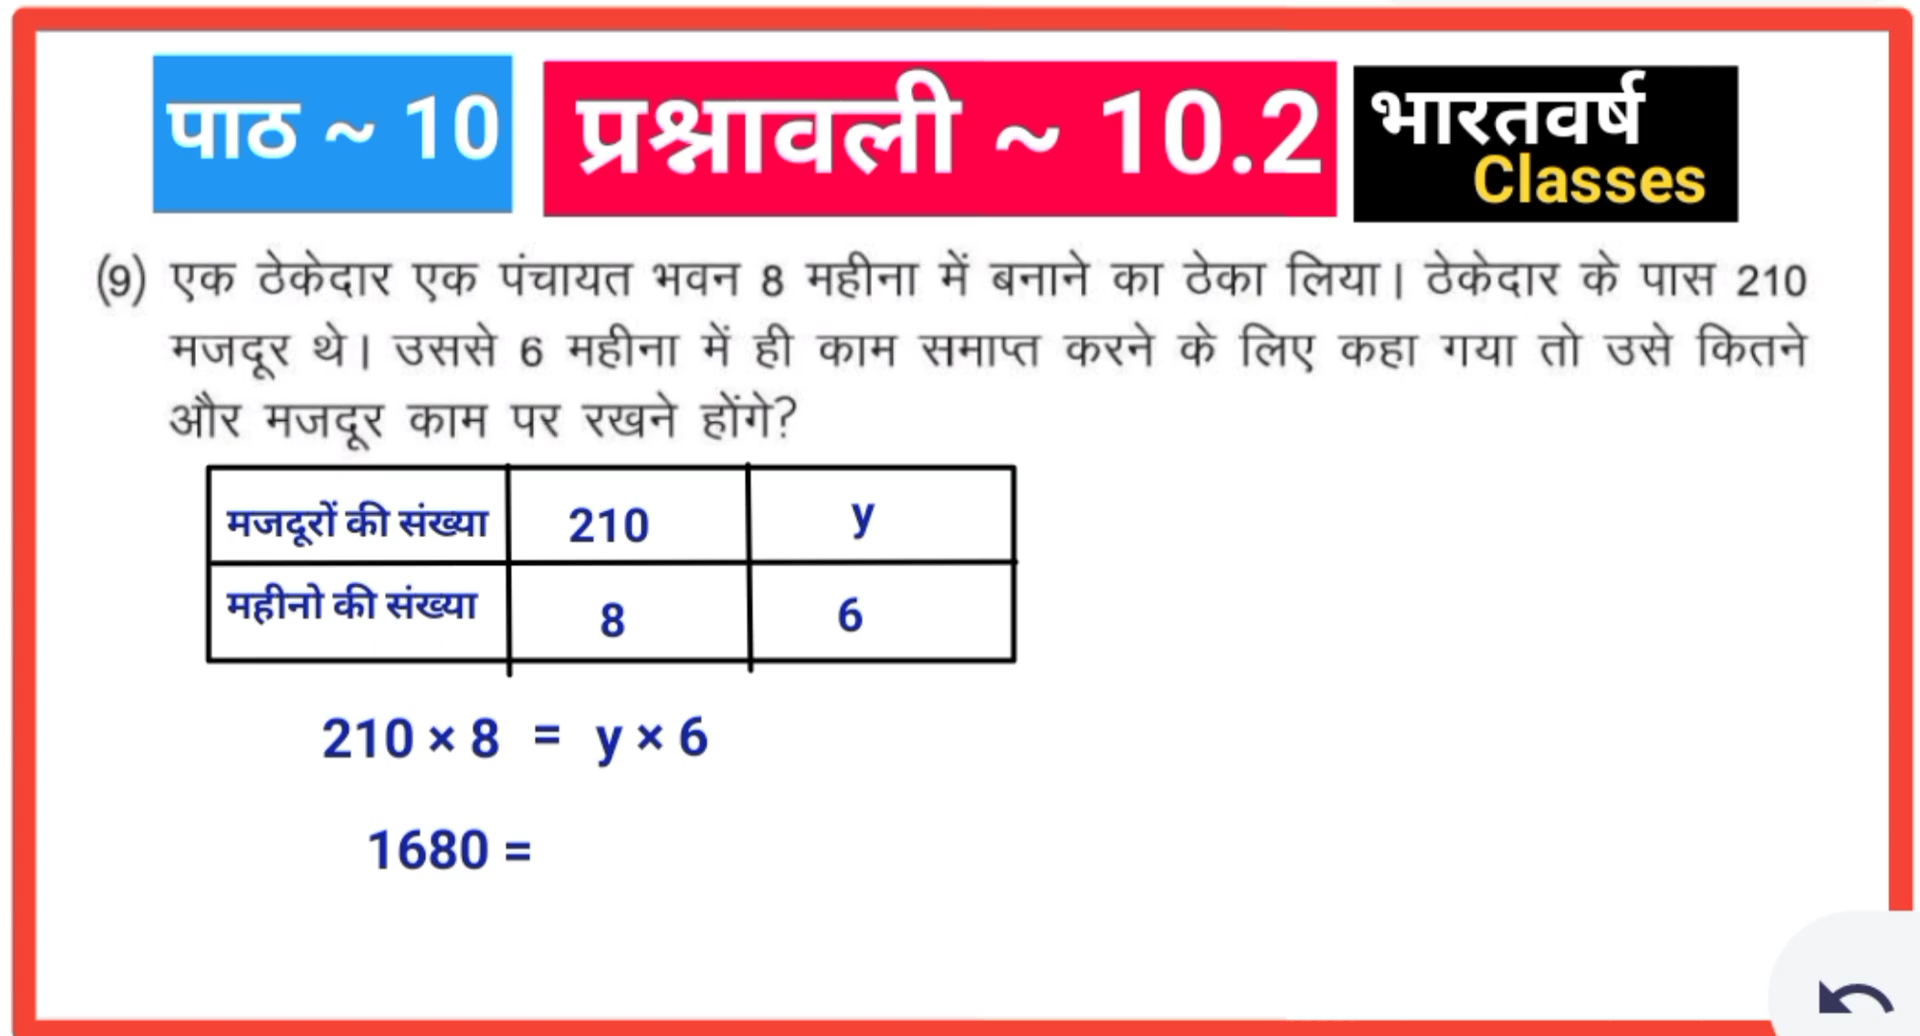 पाठ ~ 10
प्रश्नावली ~ 10.2
भारतवर्ष
Classes
(9) एक ठेकेदार एक पंचायत भवन 8 महीना में बनाने का ठेका लिया। ठेकेदार के पास 210
मजदूर थे। उससे 6 महीना में ही काम समाप्त करने के लिए कहा गया तो उसे कितने
और मजदूर काम पर रखने होंगे?
मजदूरों की संख्या 210 y
महीनो की संख्या 8 6
210 × 8 = y × 6
1680 =